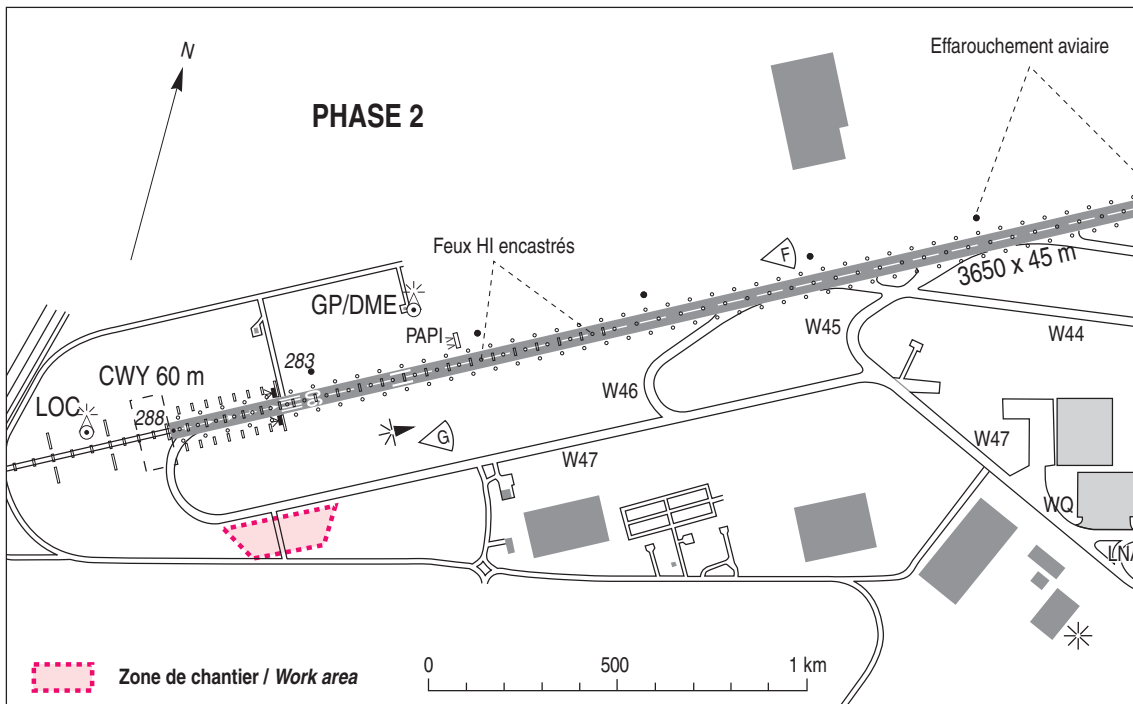 N
Effarouchement aviaire
PHASE 2
F
Feux HI encastrés
3650 x 45 m
GP/DME
PAPI
W45
W44
283
CWY 60 m
W46
LOC
288
G
W47
W47
WQ
LNA
Zone de chantier / Work area
0 500 1 km